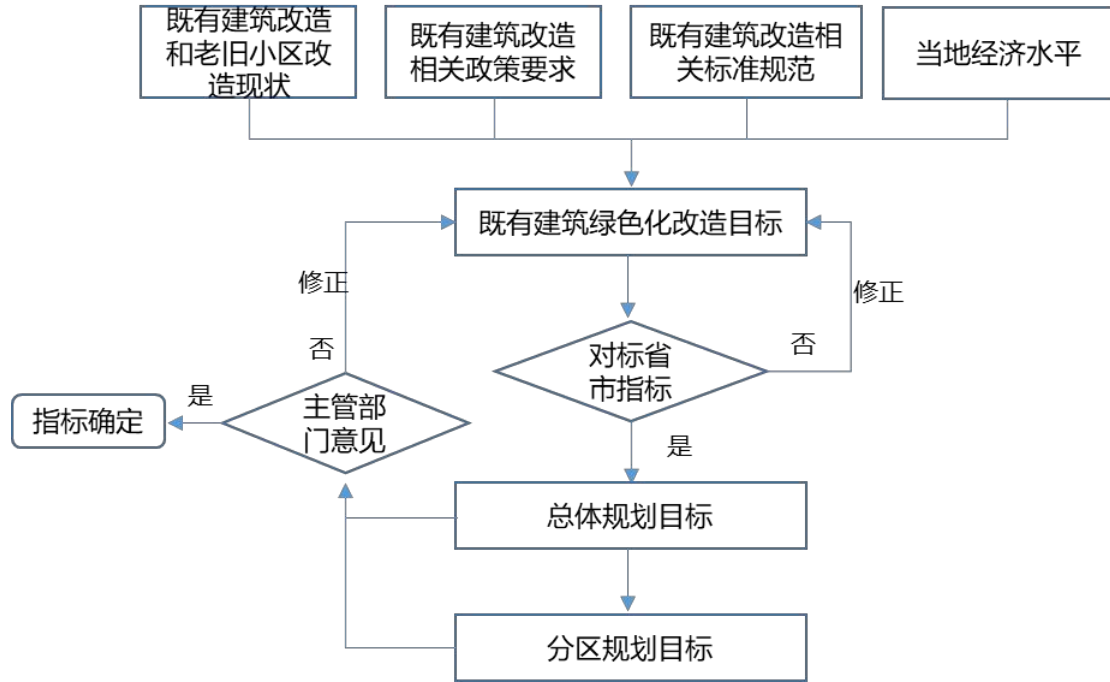 既有建筑改造
和老旧小区改
造现状
既有建筑改造
相关政策要求
既有建筑改造相
关标准规范
当地经济水平
既有建筑绿色化改造目标
修正
修正
否
对标省
市指标
否
是
指标确定
主管部
门意见
是
总体规划目标
分区规划目标